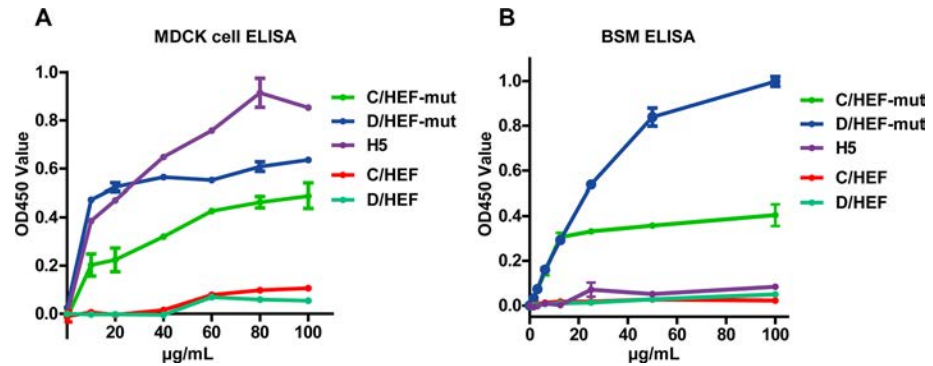 A
MDCK cell ELISA
OD450 Value
1.0
0.8
0.6
0.4
0.2
0.0
20 40 60 80 100
µg/mL
C/HEF-mut
D/HEF-mut
H5
C/HEF
D/HEF
B
BSM ELISA
OD450 Value
1.0
0.8
0.6
0.4
0.2
0.0
0 20 40 60 80 100
µg/mL
C/HEF-mut
D/HEF-mut
H5
C/HEF
D/HEF